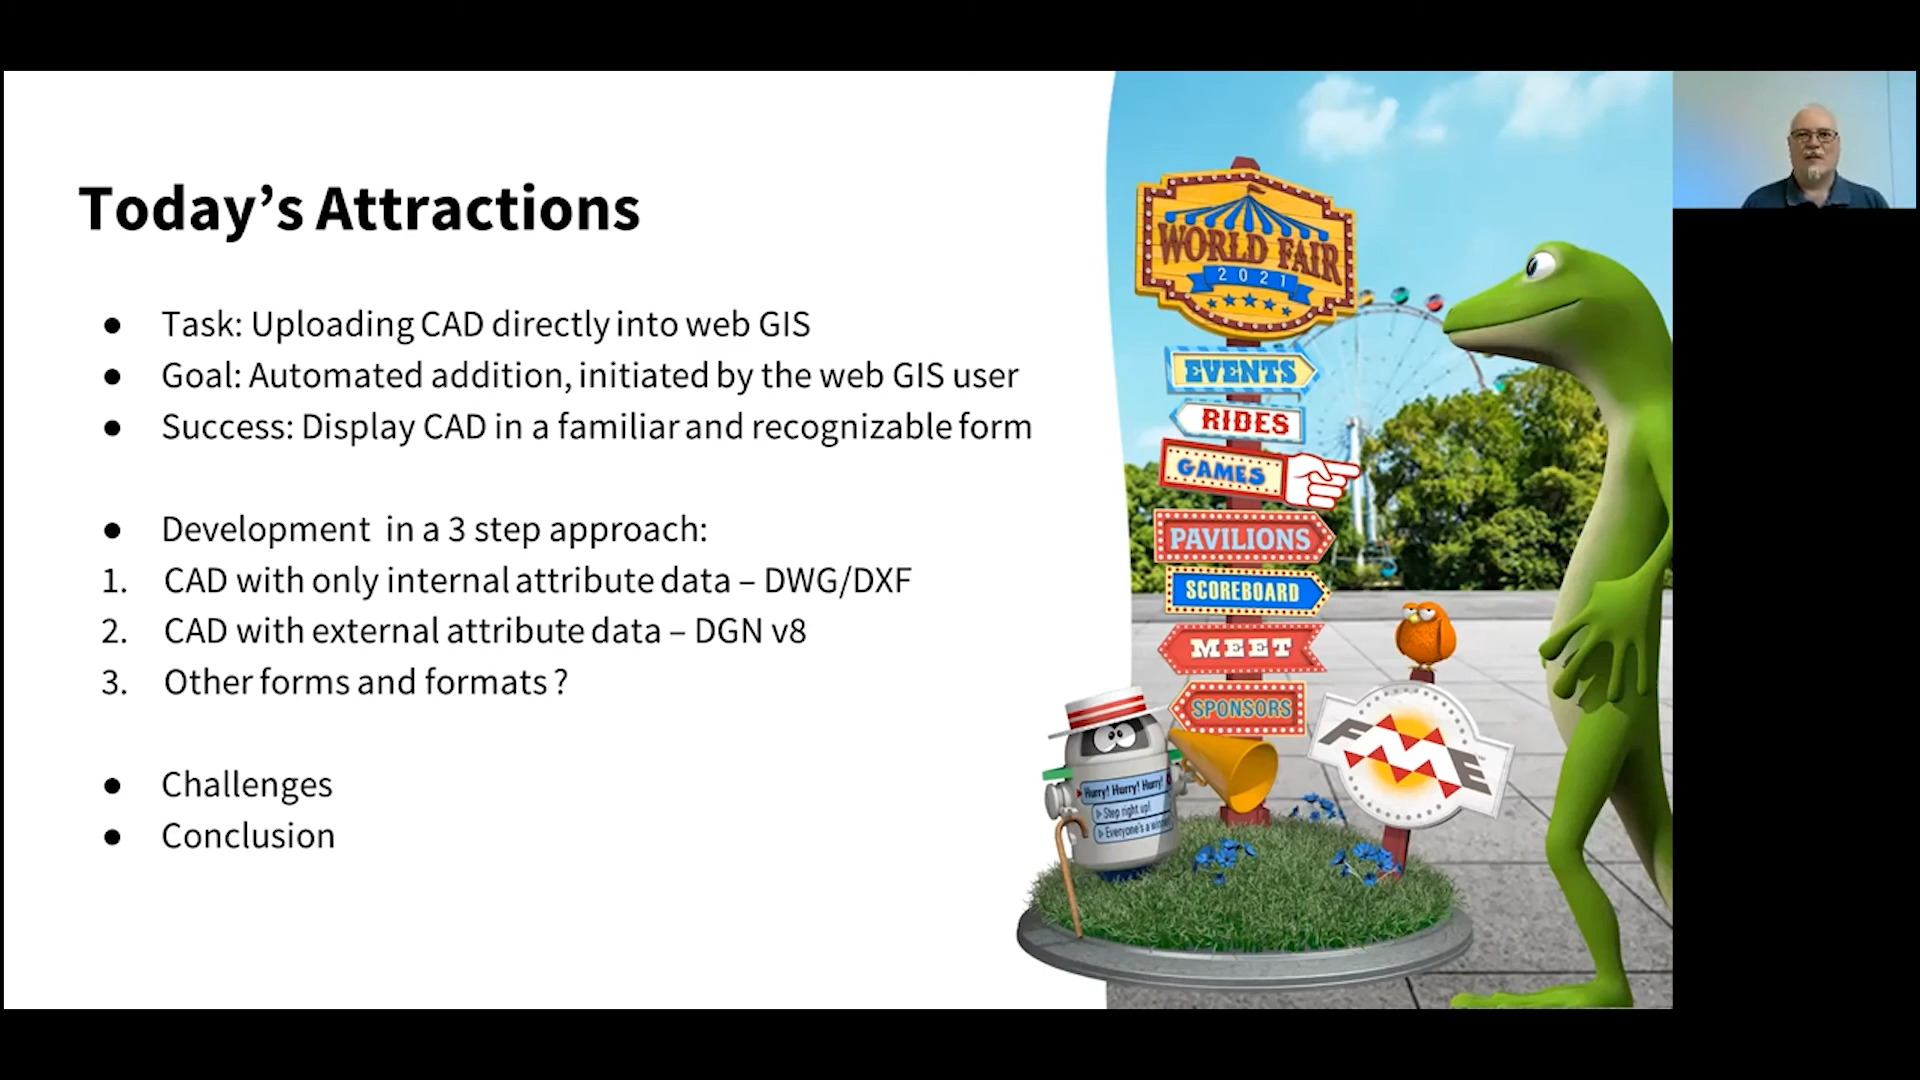 Today's Attractions
● Task: Uploading CAD directly into web GIS
● Goal: Automated addition, initiated by the web GIS user
● Success: Display CAD in a familiar and recognizable form
● Development in a 3 step approach:
1. CAD with only internal attribute data – DWG/DXF
2. CAD with external attribute data – DGN v8
3. Other forms and formats ?
● Challenges
● Conclusion
WORLD FAIR
2021
EVENTS
RIDES
GAMES
PAVILIONS
SCOREBOARD
MEET
SPONSORS
FME
Hurry! Hurry! Hurry!
Step right up!
Everyone's a